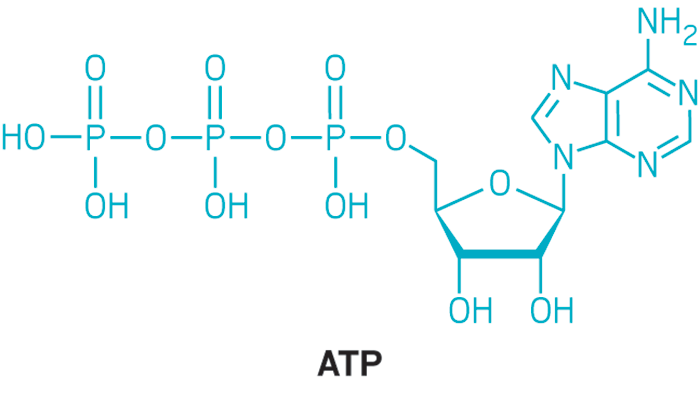 NH2
O O O N N
HO P O P O P O O N N
OH OH OH
OH OH
ATP